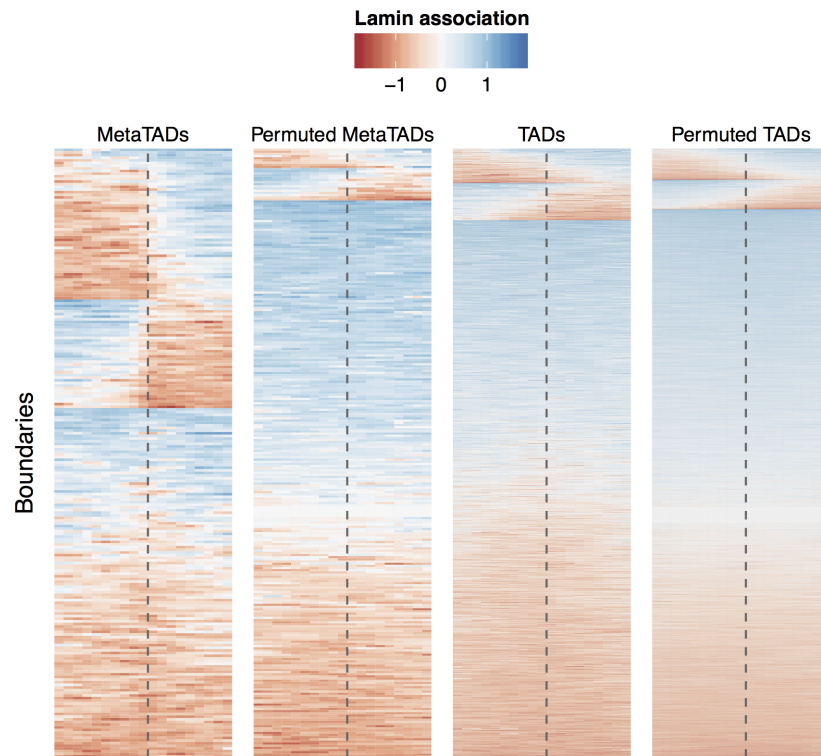 Lamin association
−1 0 1
MetaTADs Permuted MetaTADs TADs Permuted TADs
Boundaries